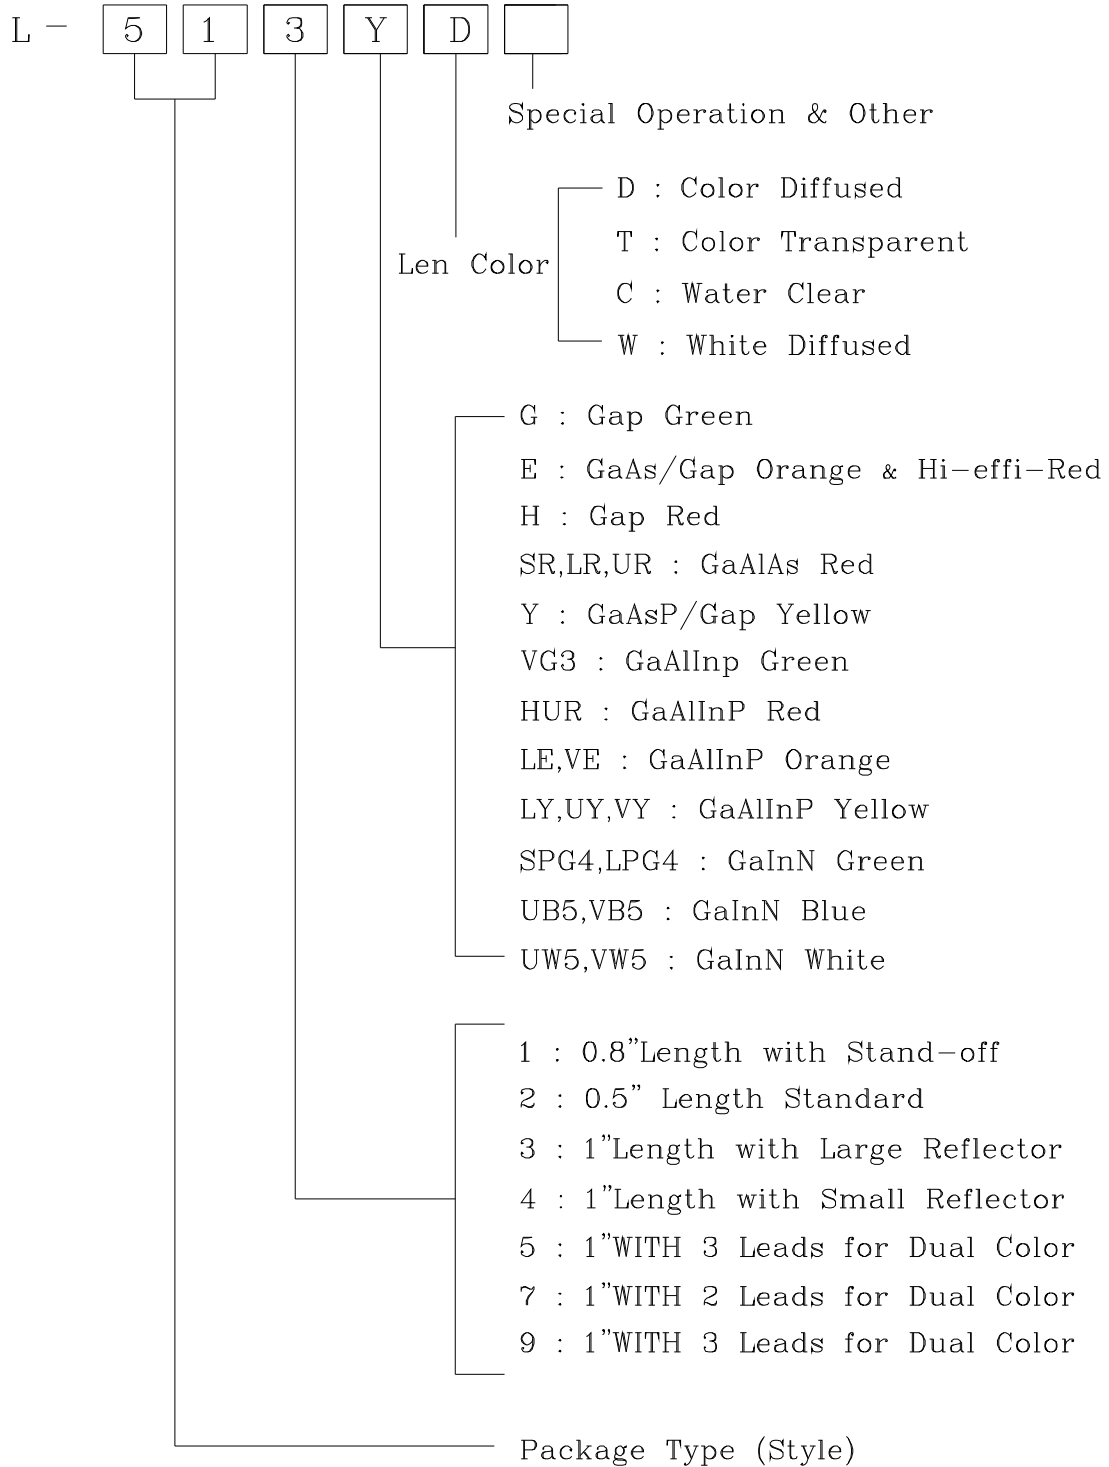 L- 5 1 3 Y D
Special Operation & Other
D : Color Diffused
T : Color Transparent
Len Color
C : Water Clear
W : White Diffused
G : Gap Green
E : GaAs/Gap Orange & Hi-effi-Red
H : Gap Red
SR,LR,UR : GaAlAs Red
Y : GaAsP/Gap Yellow
VG3 : GaAlInp Green
HUR : GaAlInP Red
LE,VE : GaAlInP Orange
LY,UY,VY : GaAlInP Yellow
SPG4,LPG4 : GaInN Green
UB5,VB5 : GaInN Blue
UW5,VW5 : GaInN White
1 : 0.8”Length with Stand-off
2 : 0.5” Length Standard
3 : 1”Length with Large Reflector
4 : 1”Length with Small Reflector
5 : 1”WITH 3 Leads for Dual Color
7 : 1”WITH 2 Leads for Dual Color
9 : 1”WITH 3 Leads for Dual Color
Package Type (Style)